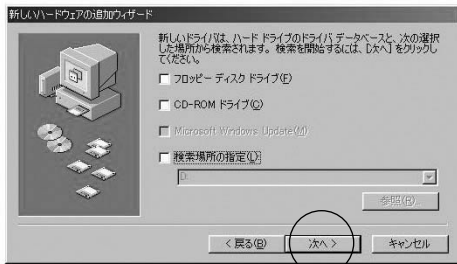 新しいハードウェアの追加ウィザード
新しいドライバは、ハード ドライブのドライバ データベースと、次の選択
した場所から検索されます。検索を開始するには、[次へ] をクリックし
てください。
フロッピー ディスク ドライブ(F)
CD-ROM ドライブ(C)
Microsoft Windows Update(M)
検索場所の指定(L)
D:
参照(R)...
< 戻る(B)
次へ >
キャンセル